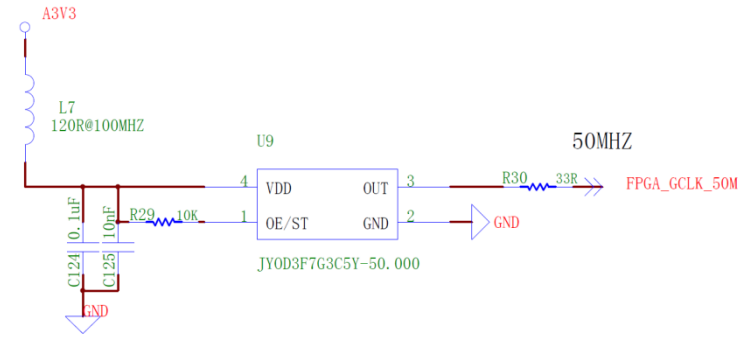 A3V3
L7
120R@100MHZ
U9
50MHZ
4
VDD
OUT
3
R30
33R
FPGA_GCLK_50M
R29
10K
1
OE/ST
GND
2
GND
C124
0.1uF
C125
10nF
JYOD3F7G3C5Y-50.000
GND